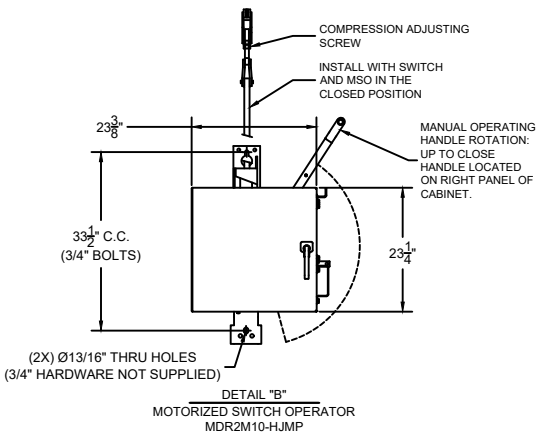 COMPRESSION ADJUSTING
SCREW
INSTALL WITH SWITCH
AND MSO IN THE
CLOSED POSITION
23 3/8"
MANUAL OPERATING
HANDLE ROTATION:
UP TO CLOSE
HANDLE LOCATED
ON RIGHT PANEL OF
CABINET.
33 1/2" C.C.
(3/4" BOLTS)
23 1/4"
(2X) Ø13/16" THRU HOLES
(3/4" HARDWARE NOT SUPPLIED)
DETAIL "B"
MOTORIZED SWITCH OPERATOR
MDR2M10-HJMP